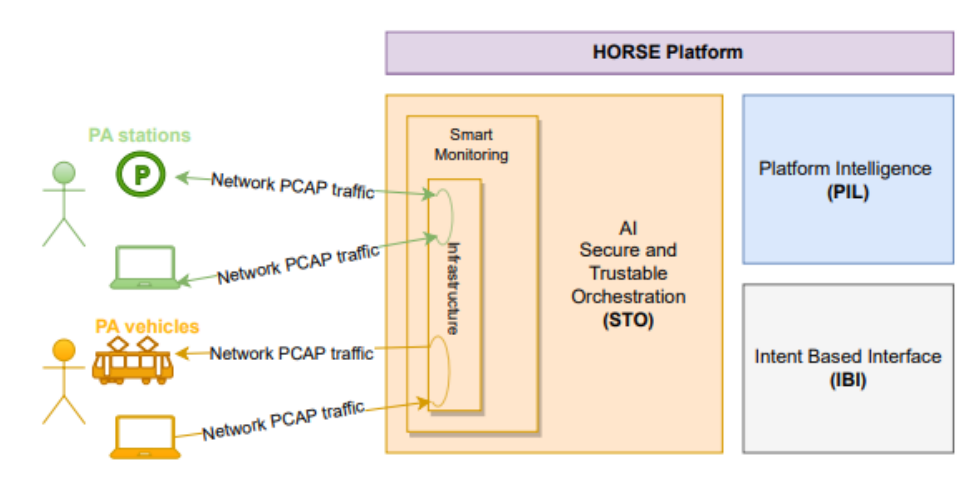 HORSE Platform
PA stations
P
Network PCAP traffic
Network PCAP traffic
PA vehicles
Network PCAP traffic
Network PCAP traffic
Smart
Monitoring
Infrastructure
AI
Secure and
Trustable
Orchestration
(STO)
Platform Intelligence
(PIL)
Intent Based Interface
(IBI)